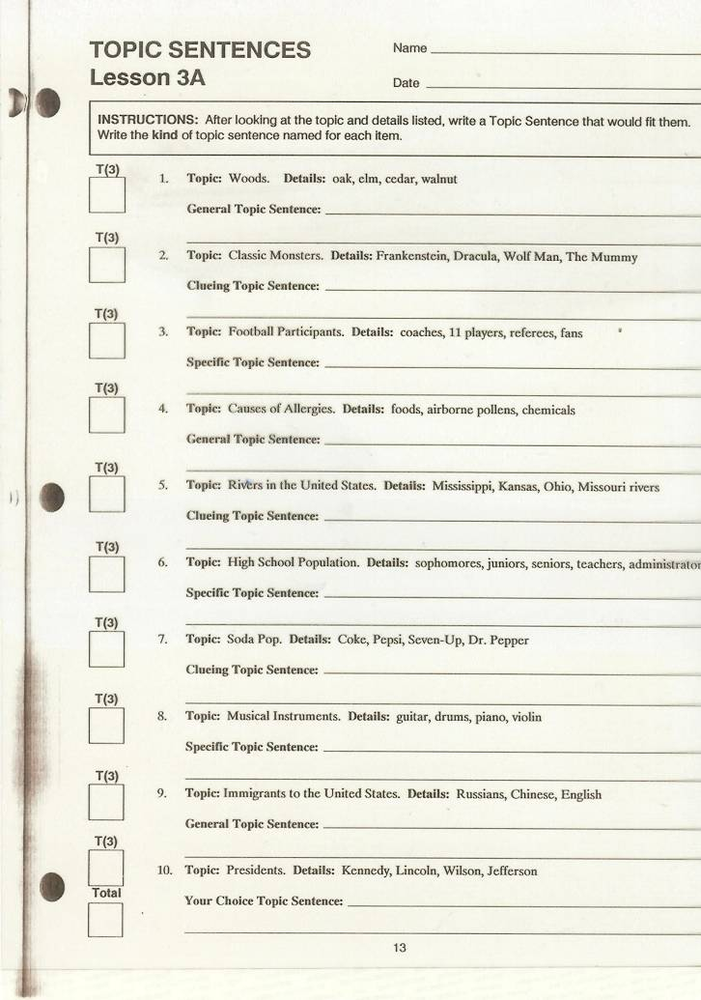 TOPIC SENTENCES
Name
Lesson 3A
Date
INSTRUCTIONS: After looking at the topic and details listed, write a Topic Sentence that would fit them.
Write the kind of topic sentence named for each item.
T(3)
1. Topic: Woods. Details: oak, elm, cedar, walnut
General Topic Sentence:
T(3)
2. Topic: Classic Monsters. Details: Frankenstein, Dracula, Wolf Man, The Mummy
Clueing Topic Sentence:
T(3)
3. Topic: Football Participants. Details: coaches, 11 players, referees, fans
Specific Topic Sentence:
T(3)
4. Topic: Causes of Allergies. Details: foods, airborne pollens, chemicals
General Topic Sentence:
T(3)
5. Topic: Rivers in the United States. Details: Mississippi, Kansas, Ohio, Missouri rivers
Clueing Topic Sentence:
T(3)
6. Topic: High School Population. Details: sophomores, juniors, seniors, teachers, administrator
Specific Topic Sentence:
T(3)
7. Topic: Soda Pop. Details: Coke, Pepsi, Seven-Up, Dr. Pepper
Clueing Topic Sentence:
T(3)
8. Topic: Musical Instruments. Details: guitar, drums, piano, violin
Specific Topic Sentence:
T(3)
9. Topic: Immigrants to the United States. Details: Russians, Chinese, English
General Topic Sentence:
T(3)
10. Topic: Presidents. Details: Kennedy, Lincoln, Wilson, Jefferson
Total
Your Choice Topic Sentence:
13